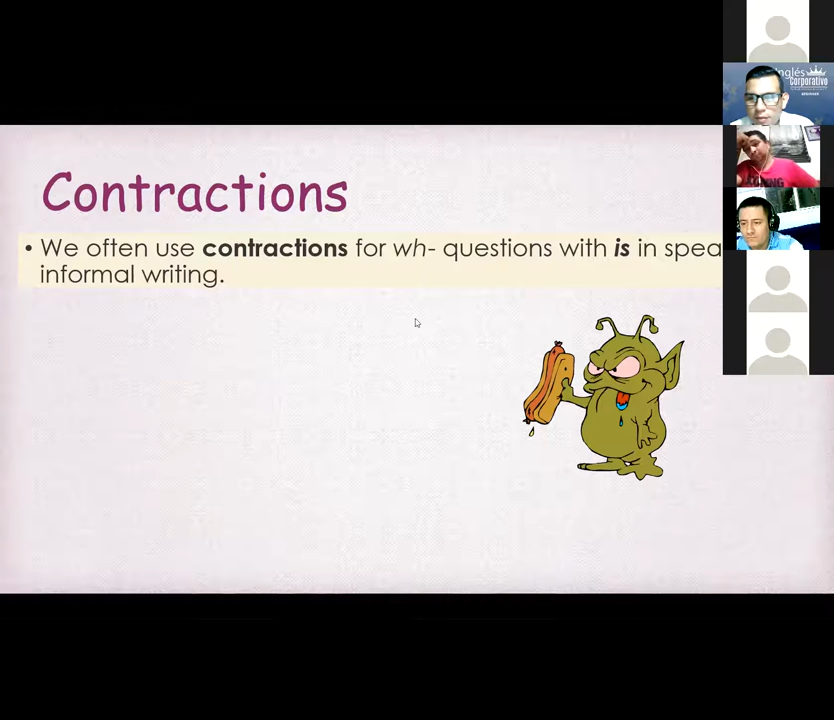 Inglés
Corporativo
Contractions
• We often use contractions for wh- questions with is in spea
informal writing.